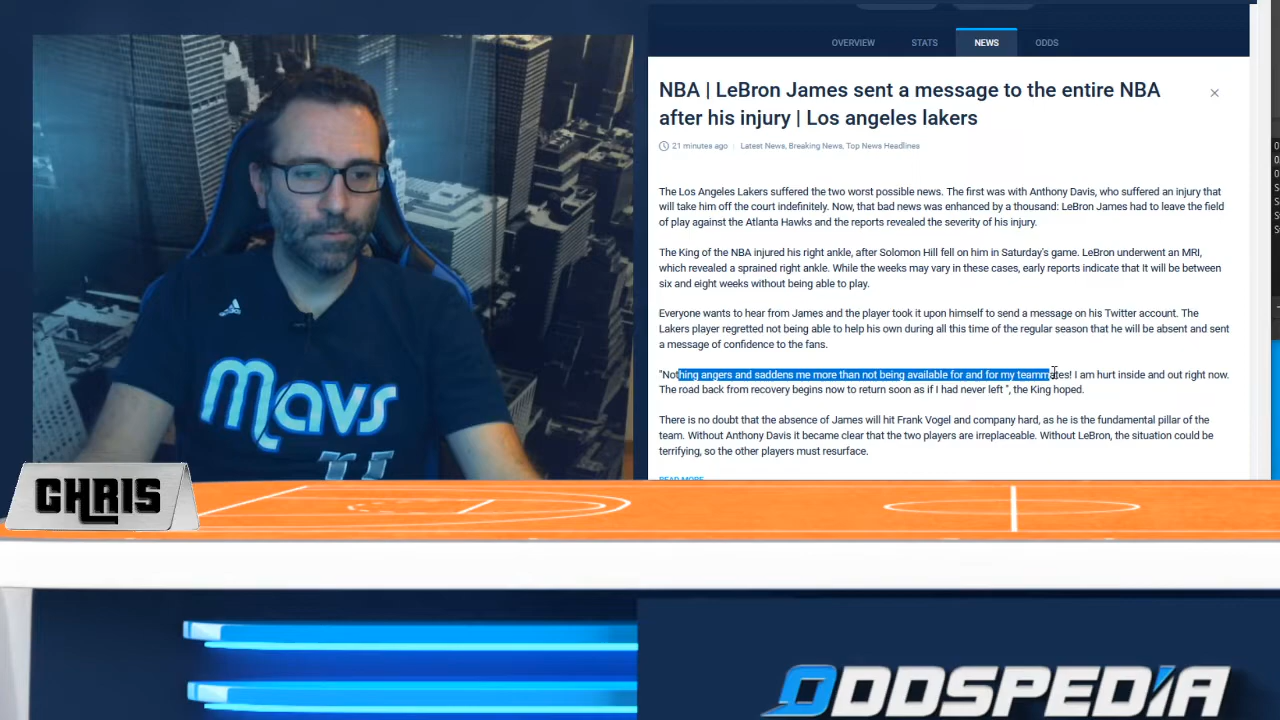 OVERVIEW STATS NEWS ODDS
NBA | LeBron James sent a message to the entire NBA
after his injury | Los angeles lakers
21 minutes ago Latest News, Breaking News, Top News Headlines
The Los Angeles Lakers suffered the two worst possible news. The first was with Anthony Davis, who suffered an injury that
will take him off the court indefinitely. Now, that bad news was enhanced by a thousand: LeBron James had to leave the field
of play against the Atlanta Hawks and the reports revealed the severity of his injury.
The King of the NBA injured his right ankle, after Solomon Hill fell on him in Saturday's game. LeBron underwent an MRI,
which revealed a sprained right ankle. While the weeks may vary in these cases, early reports indicate that It will be between
six and eight weeks without being able to play.
Everyone wants to hear from James and the player took it upon himself to send a message on his Twitter account. The
Lakers player regretted not being able to help his own during all this time of the regular season that he will be absent and sent
a message of confidence to the fans.
"Nothing angers and saddens me more than not being available for and for my teammates! I am hurt inside and out right now.
The road back from recovery begins now to return soon as if I had never left ", the King hoped.
There is no doubt that the absence of James will hit Frank Vogel and company hard, as he is the fundamental pillar of the
team. Without Anthony Davis it became clear that the two players are irreplaceable. Without LeBron, the situation could be
terrifying, so the other players must resurface.
READ MORE
Mavs
CHRIS
ODDSPEDIA